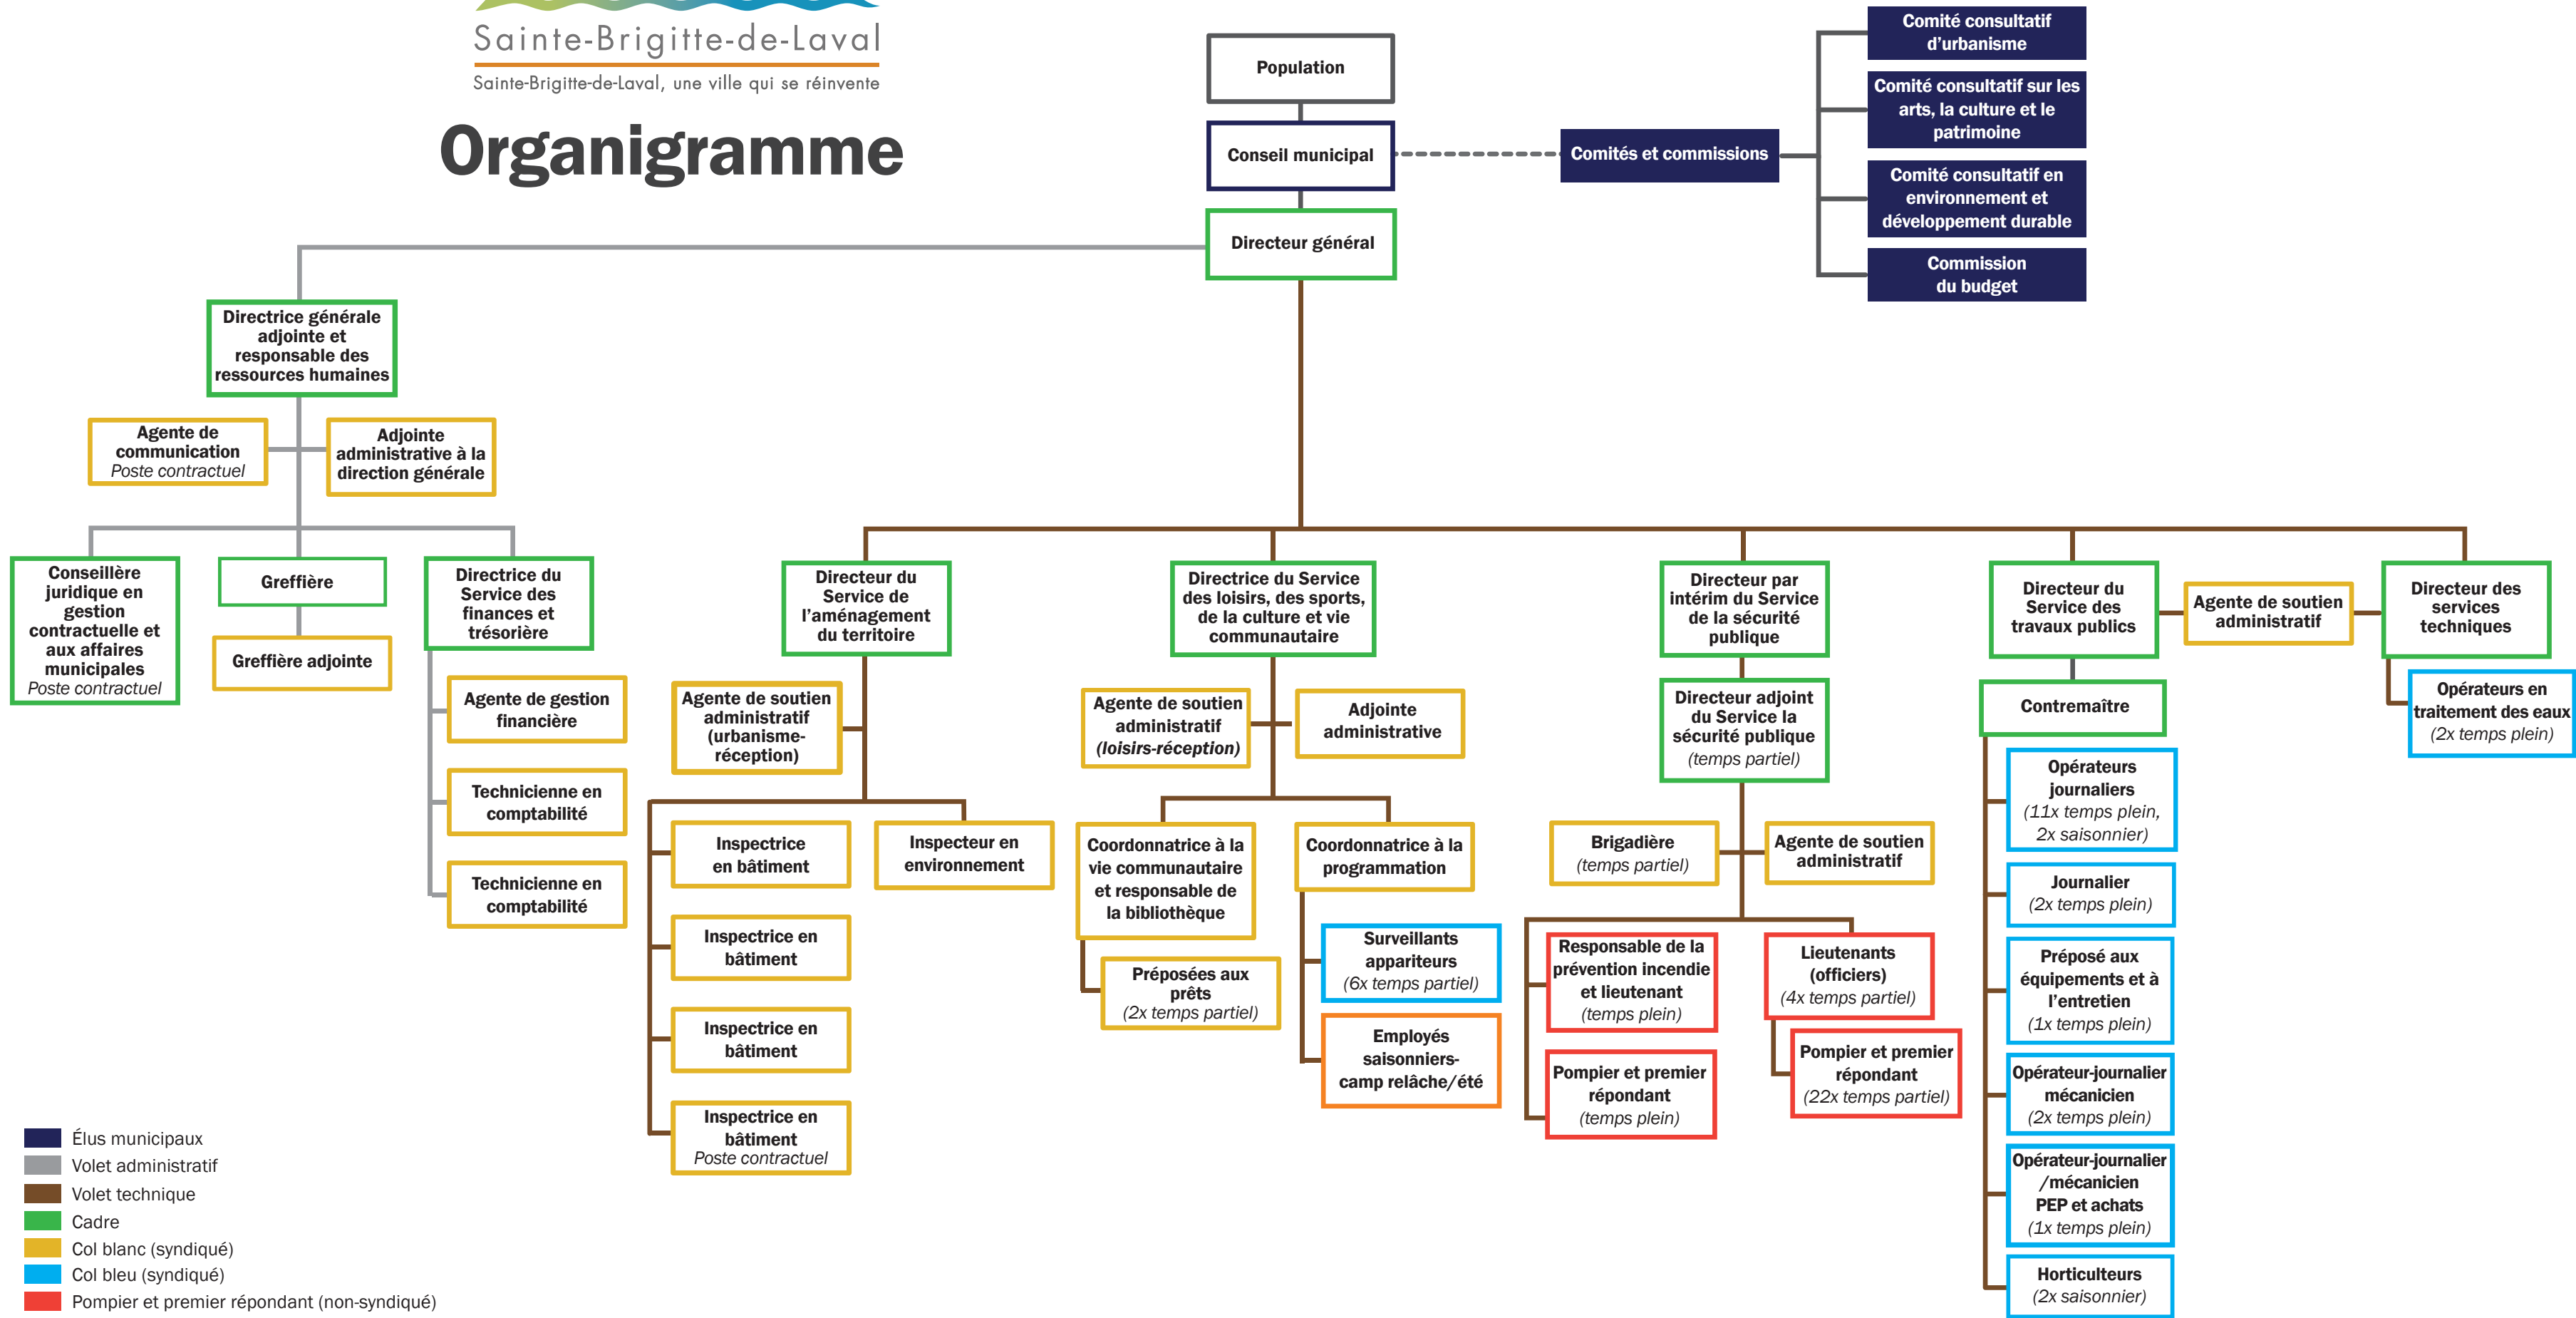 Sainte-Brigitte-de-Laval
Sainte-Brigitte-de-Laval, une ville qui se réinvente
Organigramme
Population
Conseil municipal
Directeur général
Comités et commissions
Comité consultatif
d'urbanisme
Comité consultatif sur les
arts, la culture et le
patrimoine
Comité consultatif en
environnement et
développement durable
Commission
du budget
Directrice générale
adjointe et
responsable des
ressources humaines
Agente de
communication
Poste contractuel
Adjointe
administrative à la
direction générale
Conseillère
juridique en
gestion
contractuelle et
aux affaires
municipales
Poste contractuel
Greffière
Greffière adjointe
Directrice du
Service des
finances et
trésorière
Agente de gestion
financière
Technicienne en
comptabilité
Technicienne en
comptabilité
Directeur du
Service de
l'aménagement
du territoire
Agente de soutien
administratif
(urbanisme-
réception)
Inspectrice
en bâtiment
Inspectrice en
bâtiment
Inspectrice en
bâtiment
Inspectrice en
bâtiment
Poste contractuel
Inspecteur en
environnement
Directrice du Service
des loisirs, des sports,
de la culture et vie
communautaire
Agente de soutien
administratif
(loisirs-réception)
Adjointe
administrative
Coordonnatrice à la
vie communautaire
et responsable de
la bibliothèque
Préposées aux
prêts
(2x temps partiel)
Coordonnatrice à la
programmation
Surveillants
appariteurs
(6x temps partiel)
Employés
saisonniers-
camp relâche/été
Directeur par
intérim du Service
de la sécurité
publique
Directeur adjoint
du Service la
sécurité publique
(temps partiel)
Brigadière
(temps partiel)
Agente de soutien
administratif
Responsable de la
prévention incendie
et lieutenant
(temps plein)
Pompier et premier
répondant
(temps plein)
Lieutenants
(officiers)
(4x temps partiel)
Pompier et premier
répondant
(22x temps partiel)
Directeur du
Service des
travaux publics
Agente de soutien
administratif
Directeur des
services
techniques
Opérateurs en
traitement des eaux
(2x temps plein)
Contremaître
Opérateurs
journaliers
(11x temps plein,
2x saisonnier)
Journalier
(2x temps plein)
Préposé aux
équipements et à
l'entretien
(1x temps plein)
Opérateur-journalier
mécanicien
(2x temps plein)
Opérateur-journalier
/mécanicien
PEP et achats
(1x temps plein)
Horticulteurs
(2x saisonnier)
Élus municipaux
Volet administratif
Volet technique
Cadre
Col blanc (syndiqué)
Col bleu (syndiqué)
Pompier et premier répondant (non-syndiqué)